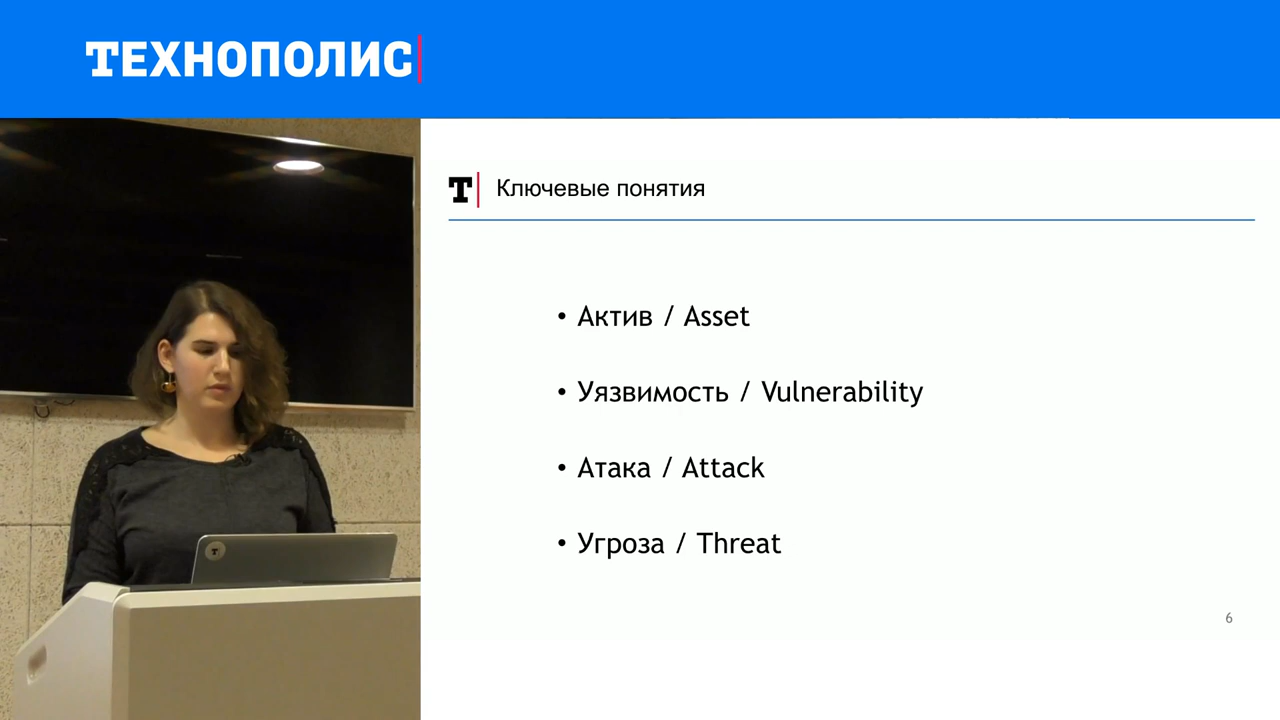 ТЕХНОПОЛИС
Т
Ключевые понятия
• Актив / Asset
• Уязвимость / Vulnerability
• Атака / Attack
• Угроза / Threat
6